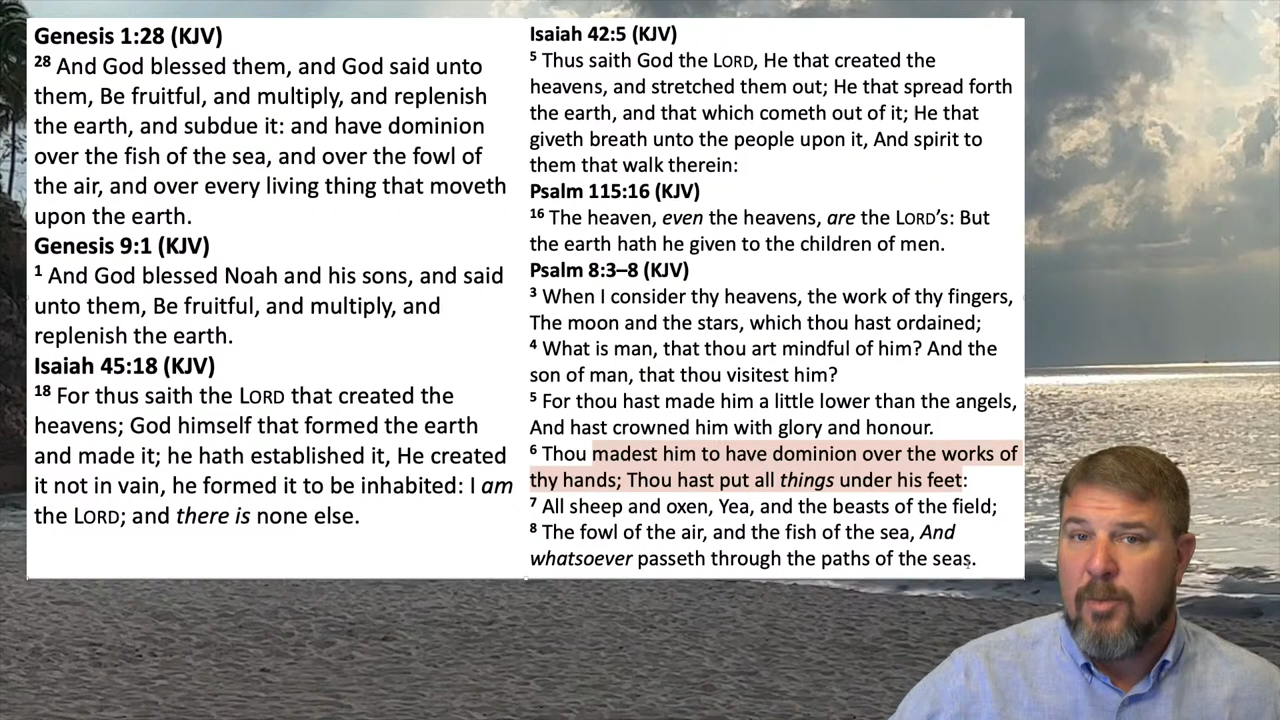 Genesis 1:28 (KJV)
28 And God blessed them, and God said unto
them, Be fruitful, and multiply, and replenish
the earth, and subdue it: and have dominion
over the fish of the sea, and over the fowl of
the air, and over every living thing that moveth
upon the earth.
Genesis 9:1 (KJV)
1 And God blessed Noah and his sons, and said
unto them, Be fruitful, and multiply, and
replenish the earth.
Isaiah 45:18 (KJV)
18 For thus saith the LORD that created the
heavens; God himself that formed the earth
and made it; he hath established it, He created
it not in vain, he formed it to be inhabited: I am
the LORD; and there is none else.
Isaiah 42:5 (KJV)
5 Thus saith God the LORD, He that created the
heavens, and stretched them out; He that spread forth
the earth, and that which cometh out of it; He that
giveth breath unto the people upon it, And spirit to
them that walk therein:
Psalm 115:16 (KJV)
16 The heaven, even the heavens, are the LORD’s: But
the earth hath he given to the children of men.
Psalm 8:3–8 (KJV)
3 When I consider thy heavens, the work of thy fingers,
The moon and the stars, which thou hast ordained;
4 What is man, that thou art mindful of him? And the
son of man, that thou visitest him?
5 For thou hast made him a little lower than the angels,
And hast crowned him with glory and honour.
6 Thou madest him to have dominion over the works of
thy hands; Thou hast put all things under his feet:
7 All sheep and oxen, Yea, and the beasts of the field;
8 The fowl of the air, and the fish of the sea, And
whatsoever passeth through the paths of the seas.